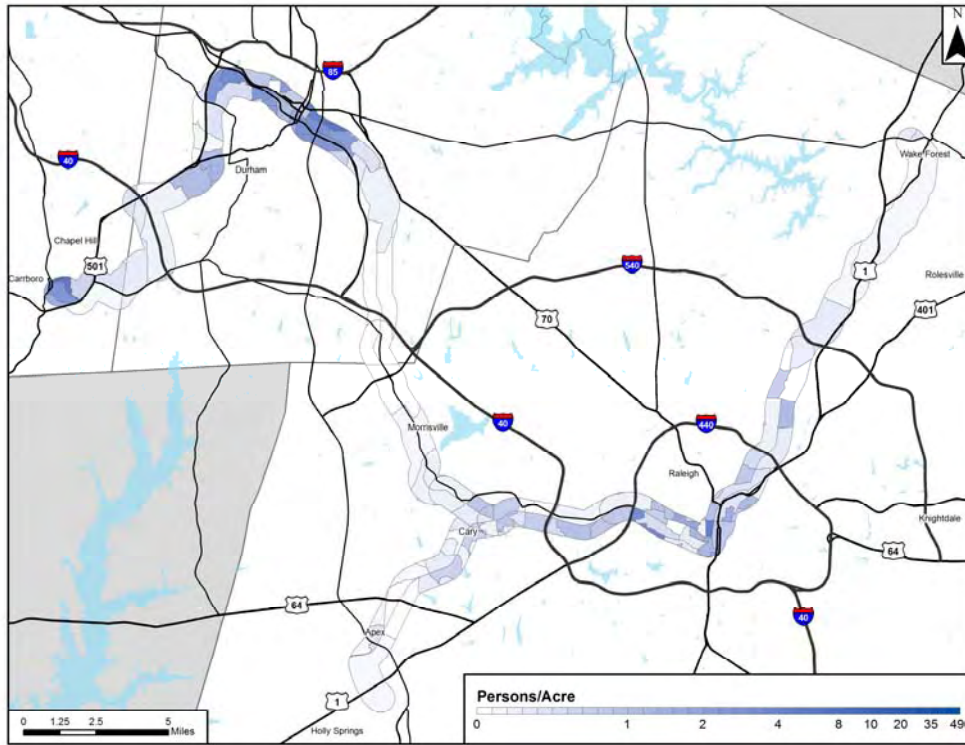 N
85
40
Wake Forest
Durham
Chapel Hill
501
Carrboro
540
1
Rolesville
401
70
40
440
Morrisville
Raleigh
Knightdale
Cary
64
64
40
Apex
1
Holly Springs
0 1.25 2.5 5
Miles
Persons/Acre
0 1 2 4 8 10 20 35 490